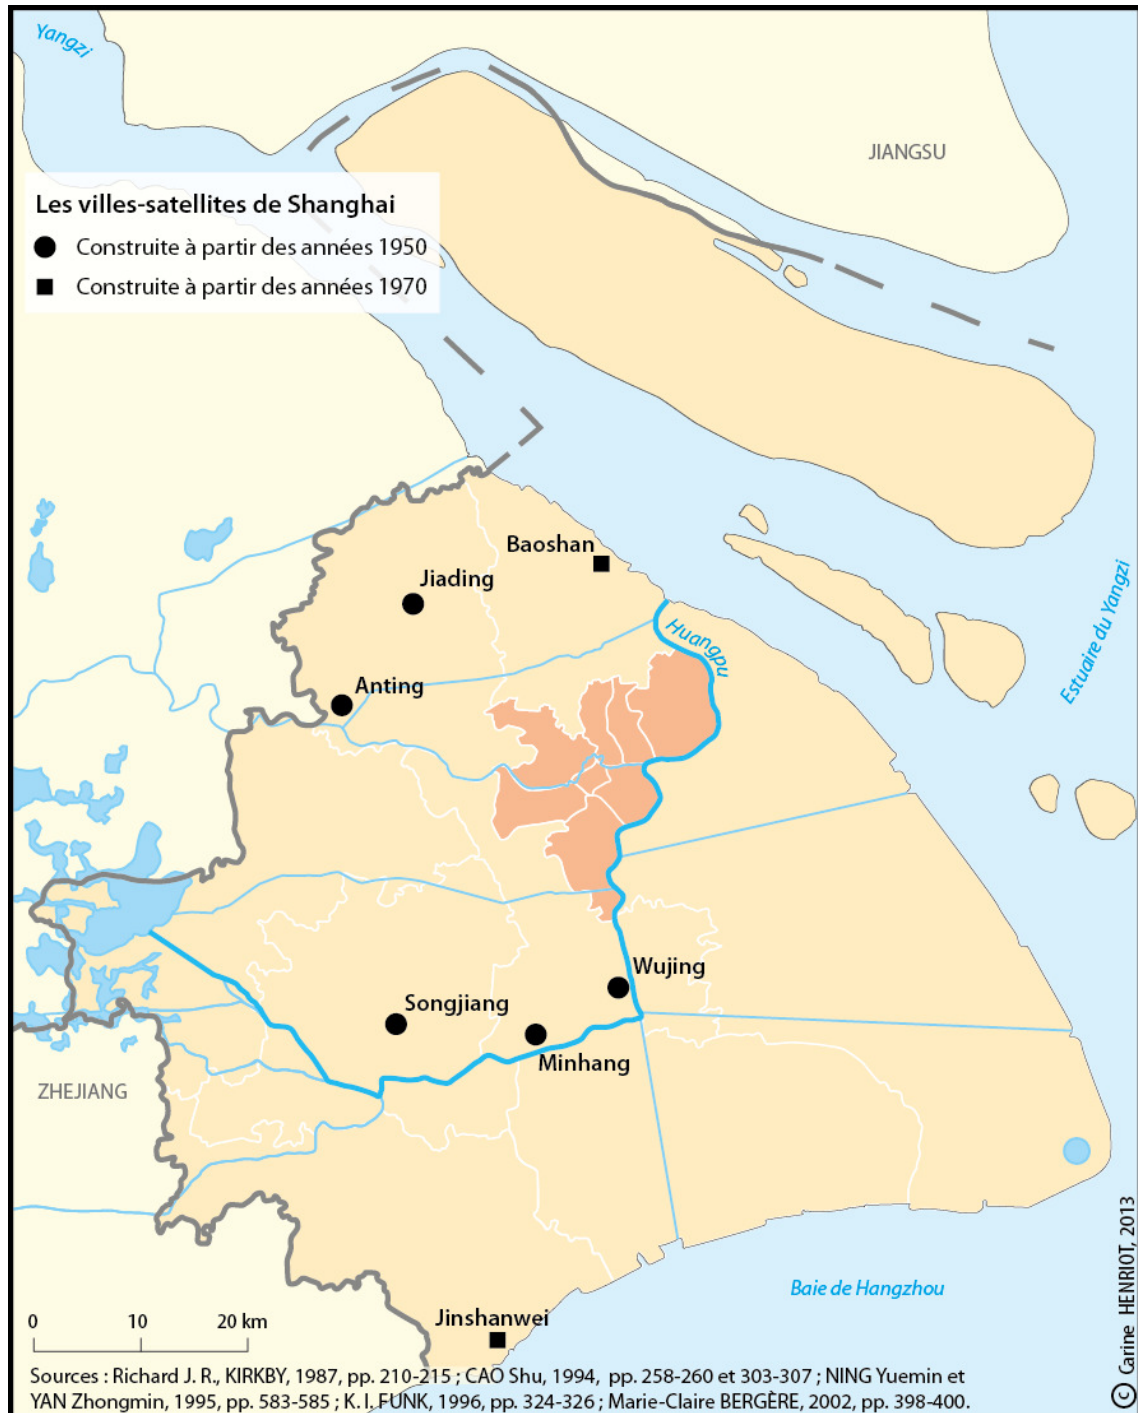 Yangzi
JIANGSU
Les villes-satellites de Shanghai
Construite à partir des années 1950
Construite à partir des années 1970
Baoshan
Jiading
Huangpu
Estuaire du Yangzi
Anting
Wujing
Songjiang
Minhang
ZHEJIANG
Baie de Hangzhou
Jinshanwei
0 10 20 km
Sources : Richard J. R., KIRKBY, 1987, pp. 210-215 ; CAO Shu, 1994, pp. 258-260 et 303-307 ; NING Yuemin et
YAN Zhongmin, 1995, pp. 583-585 ; K. I. FUNK, 1996, pp. 324-326 ; Marie-Claire BERGÈRE, 2002, pp. 398-400.
© Carine HENRIOT, 2013